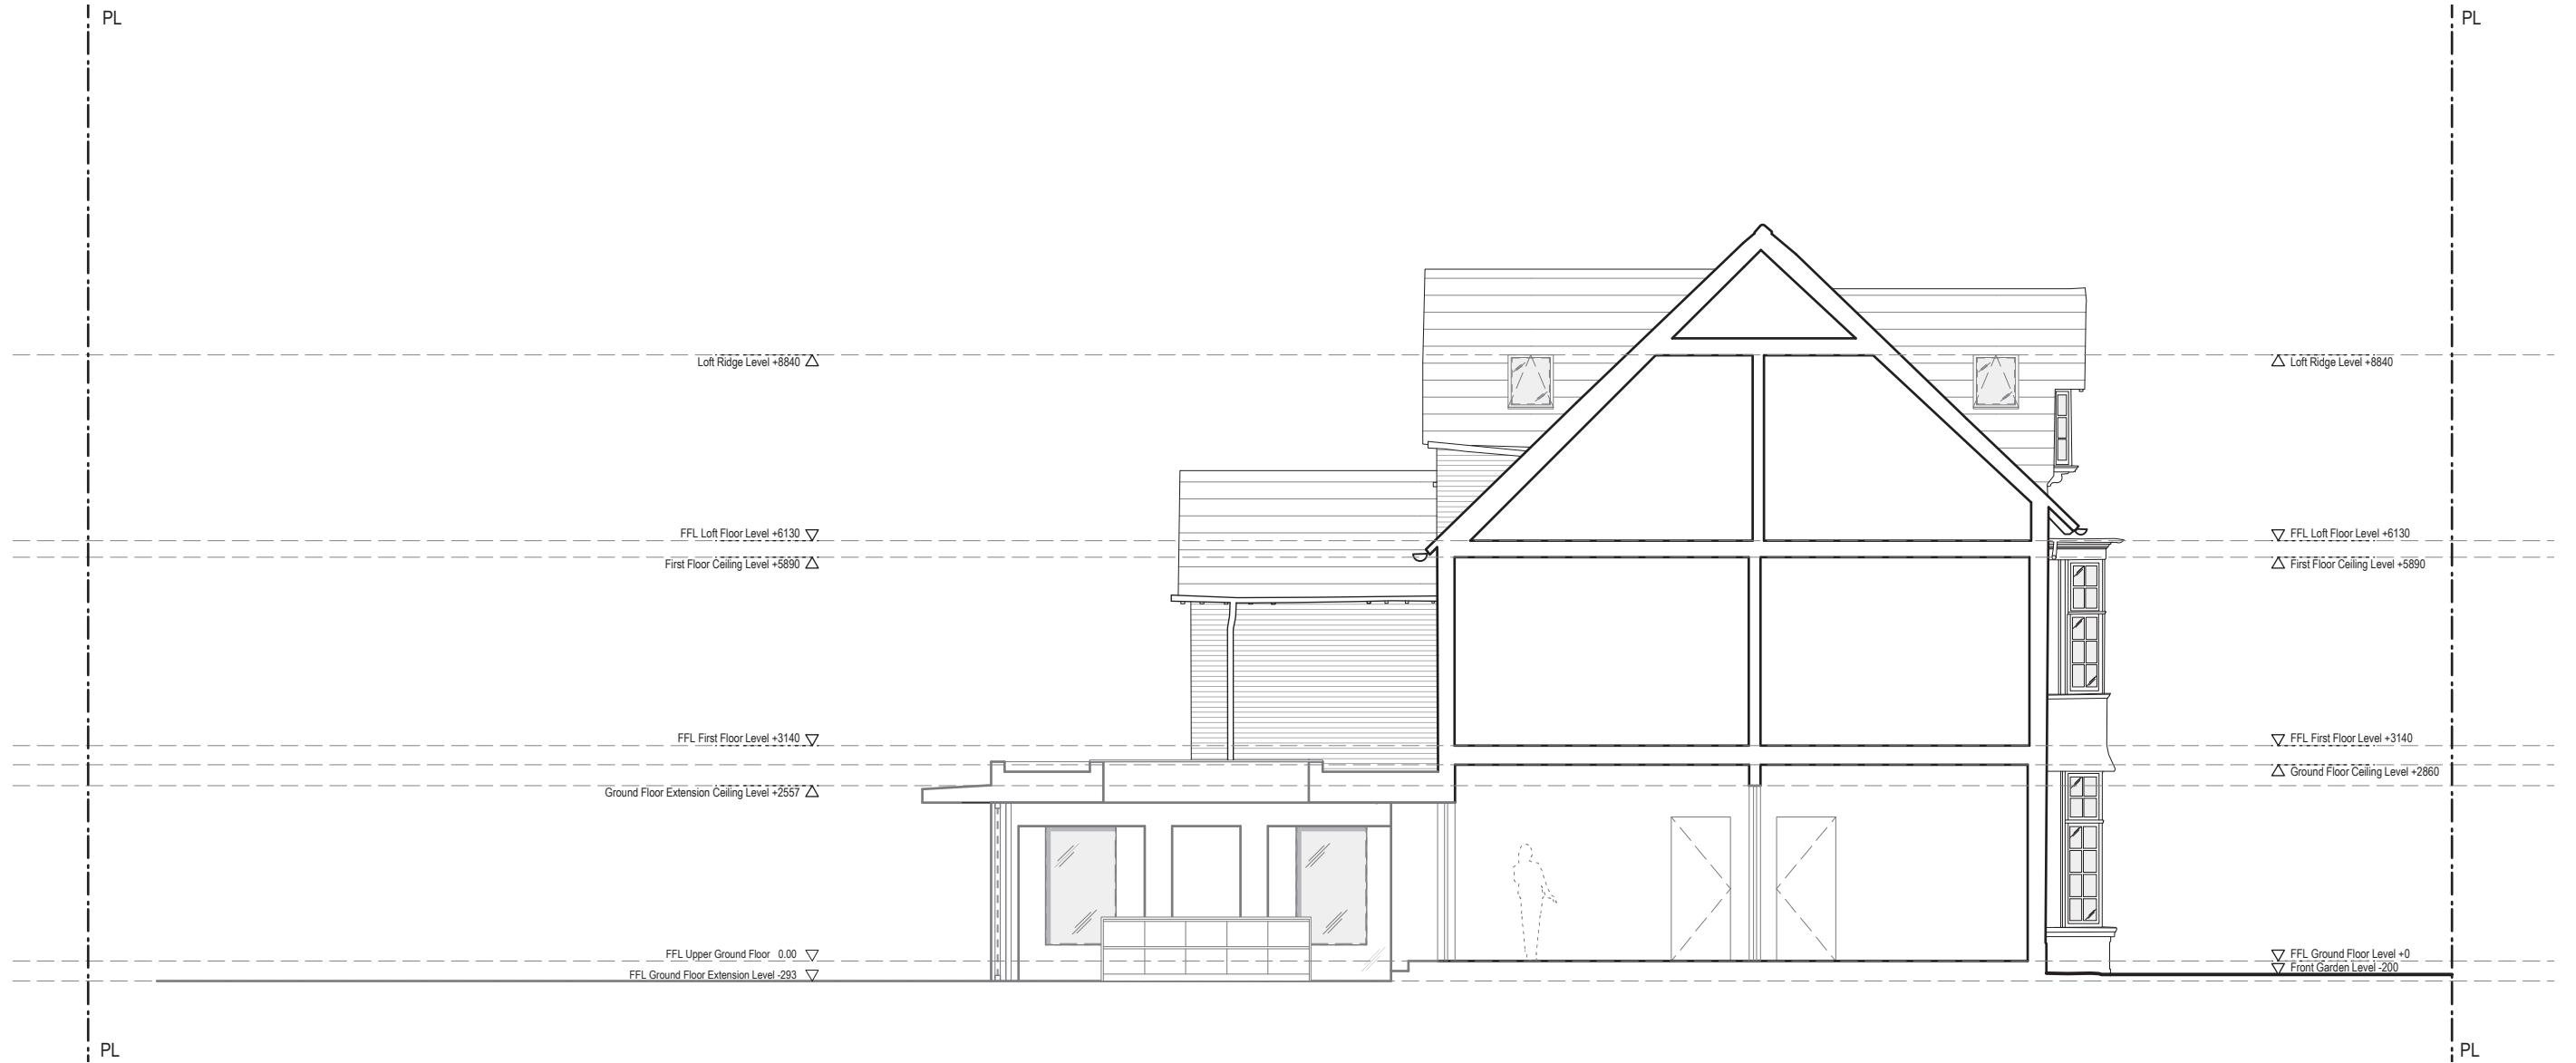 PL
PL
Loft Ridge Level +8840
Loft Ridge Level +8840
FFL Loft Floor Level +6130
FFL Loft Floor Level +6130
First Floor Ceiling Level +5890
First Floor Ceiling Level +5890
FFL First Floor Level +3140
FFL First Floor Level +3140
Ground Floor Ceiling Level +2860
Ground Floor Extension Ceiling Level +2557
FFL Upper Ground Floor 0.00
FFL Ground Floor Level +0
Front Garden Level -200
FFL Ground Floor Extension Level -293
PL
PL